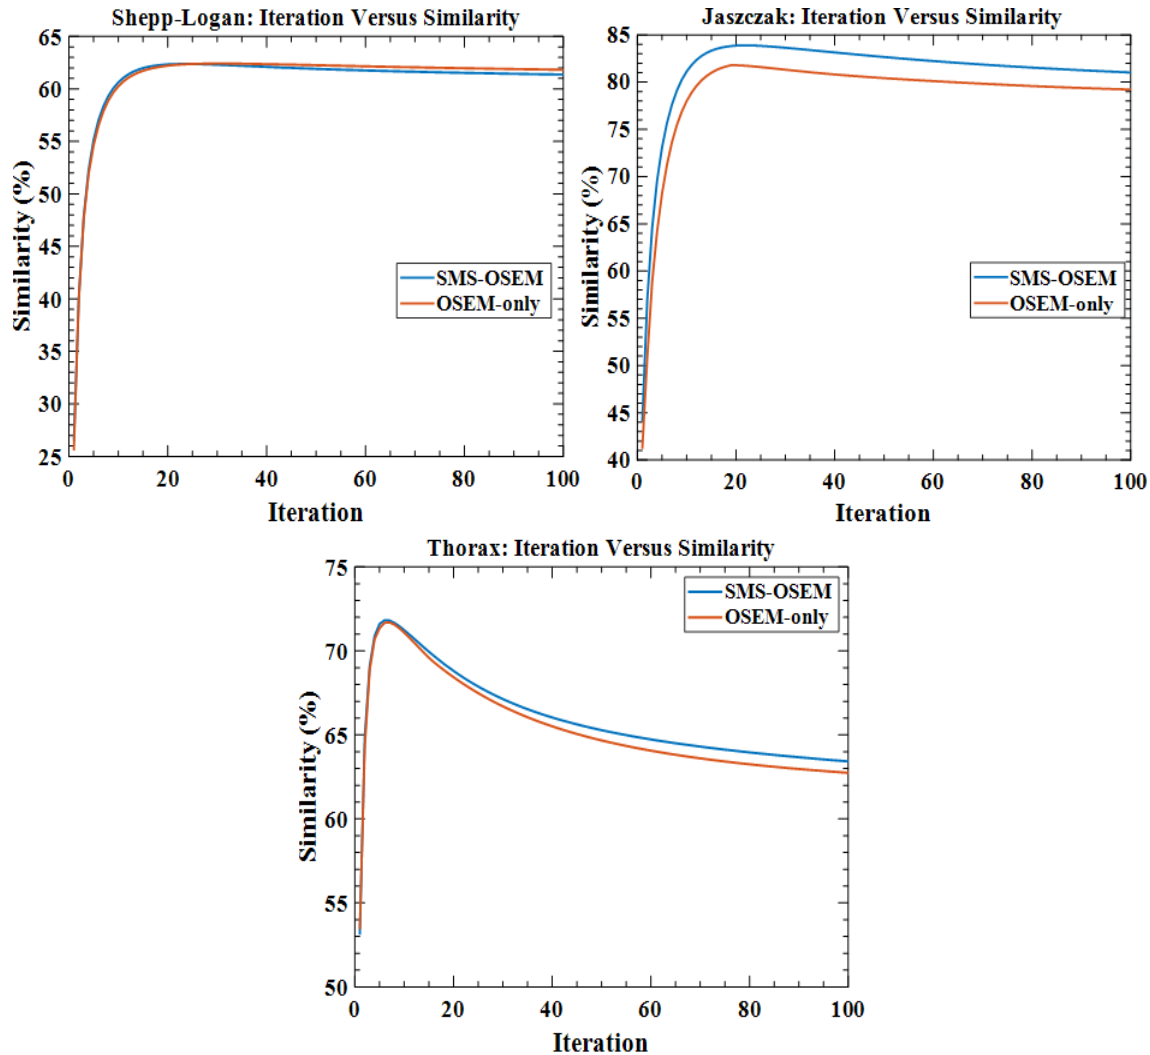 Shepp-Logan: Iteration Versus Similarity
65
60
55
50
45
40
35
30
25
Similarity (%)
SMS-OSEM
OSEM-only
0 20 40 60 80 100
Iteration
Jaszczak: Iteration Versus Similarity
85
80
75
70
65
60
55
50
45
40
Similarity (%)
SMS-OSEM
OSEM-only
0 20 40 60 80 100
Iteration
Thorax: Iteration Versus Similarity
75
70
65
60
55
50
Similarity (%)
SMS-OSEM
OSEM-only
0 20 40 60 80 100
Iteration